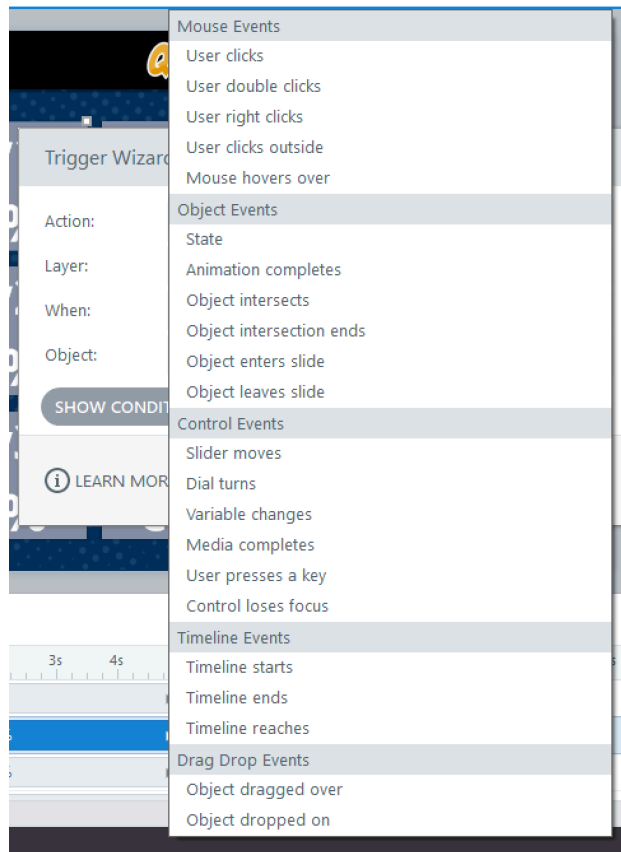 Mouse Events
User clicks
User double clicks
User right clicks
User clicks outside
Mouse hovers over
Object Events
State
Animation completes
Object intersects
Object intersection ends
Object enters slide
Object leaves slide
Control Events
Slider moves
Dial turns
Variable changes
Media completes
User presses a key
Control loses focus
Timeline Events
Timeline starts
Timeline ends
Timeline reaches
Drag Drop Events
Object dragged over
Object dropped on
Trigger Wizard
Action:
Layer:
When:
Object:
SHOW CONDIT
LEARN MOR
3s 4s